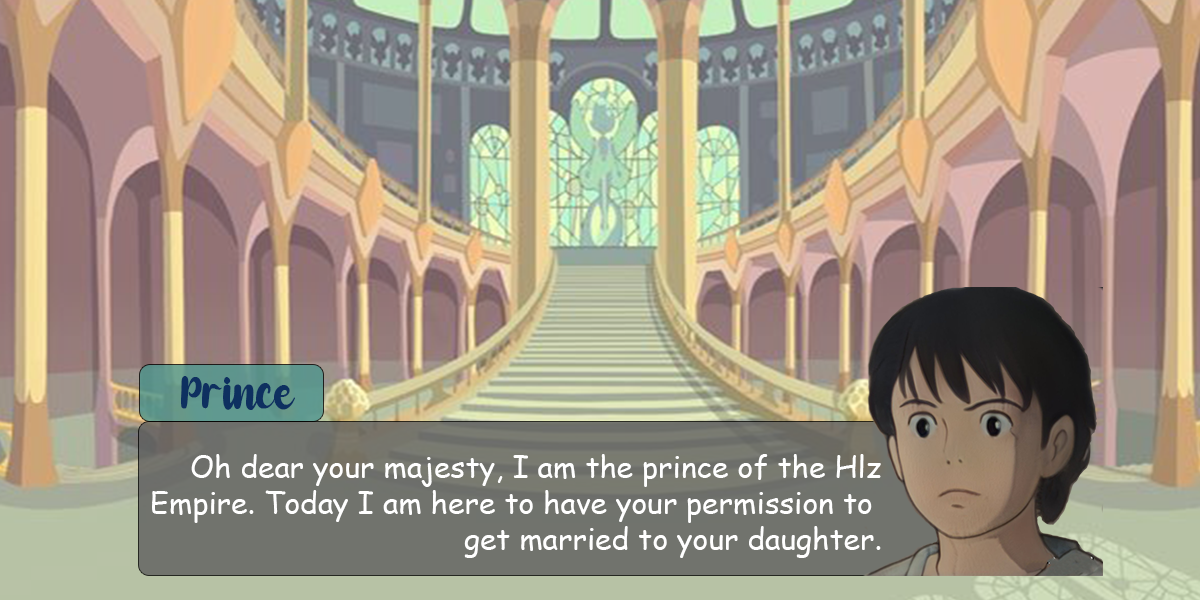 Prince
Oh dear your majesty, I am the prince of the Hlz
Empire. Today I am here to have your permission to
get married to your daughter.